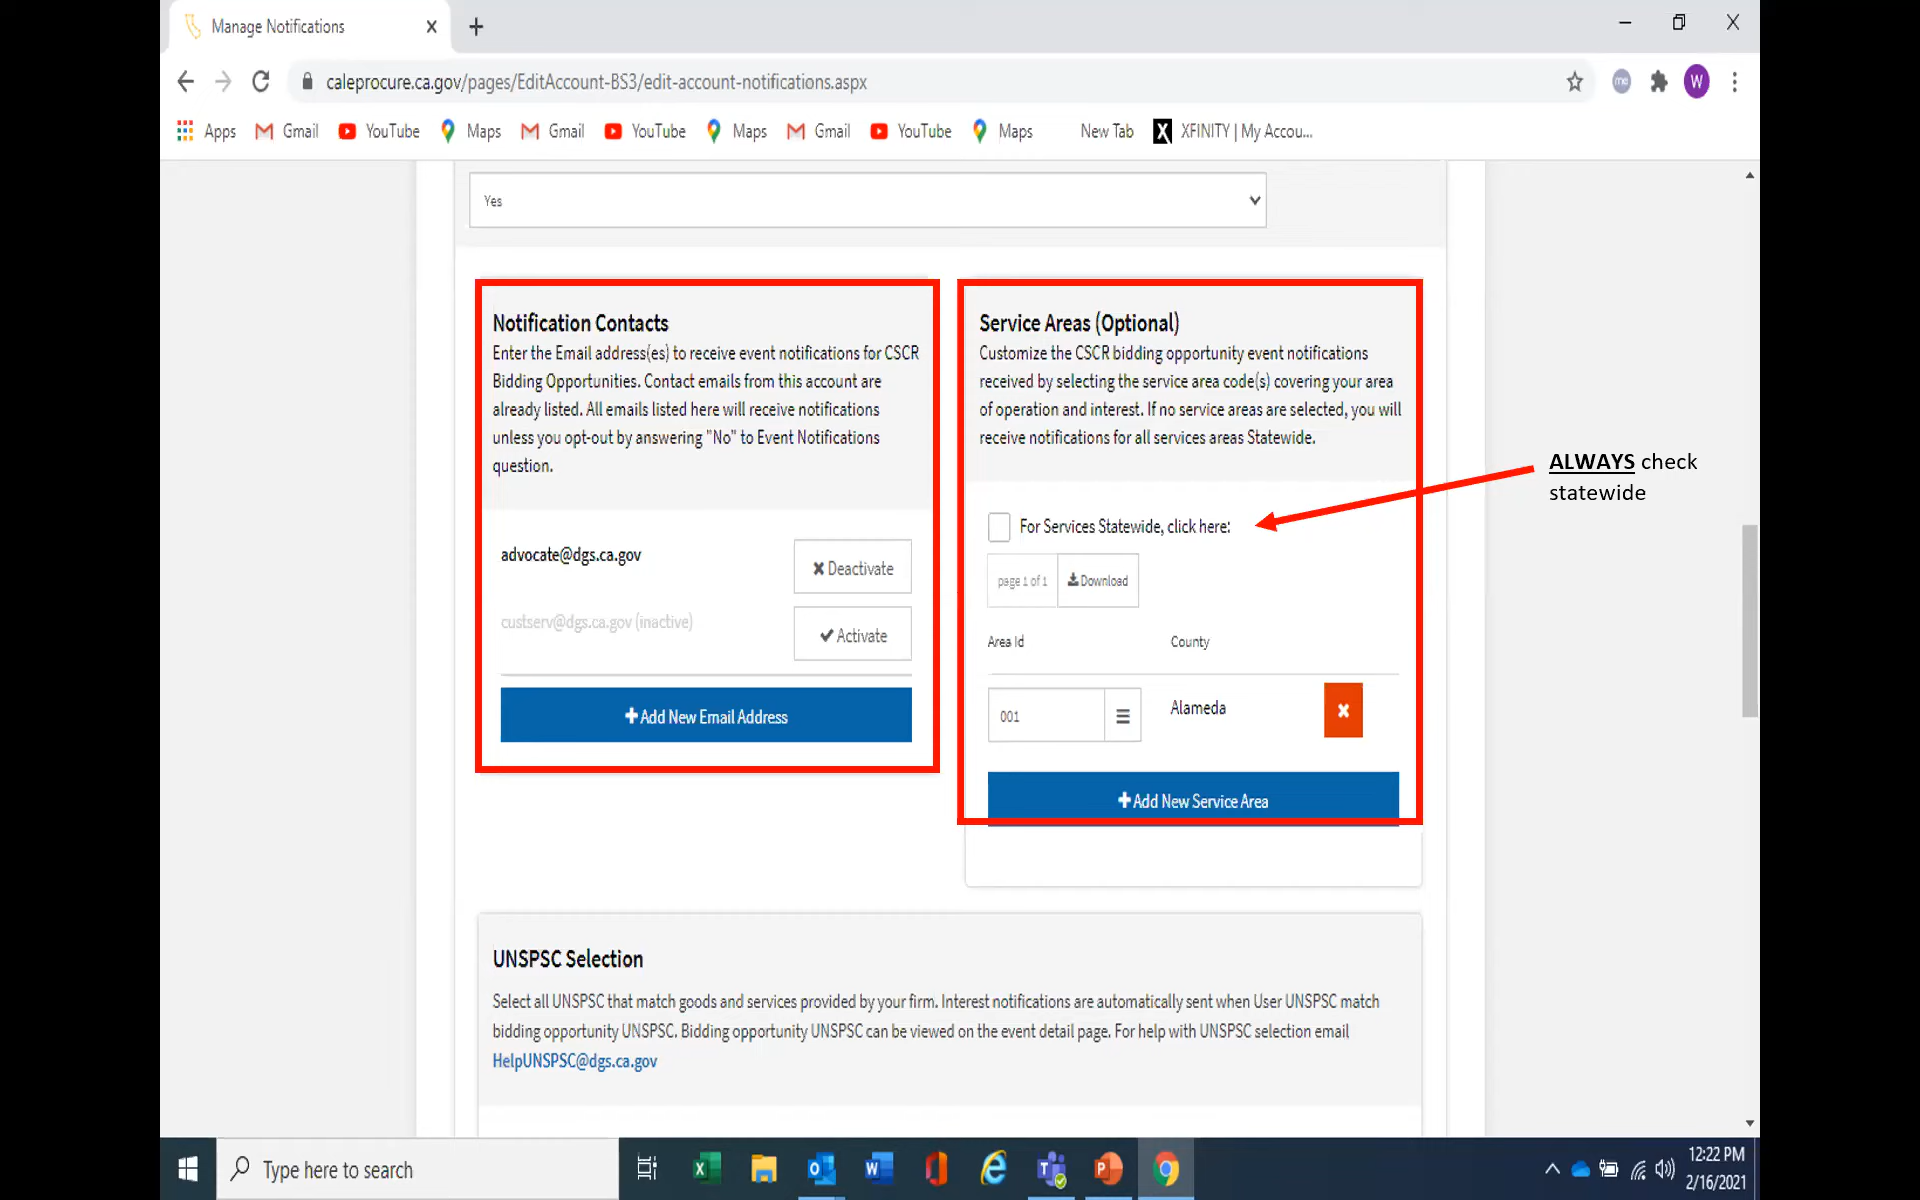 Manage Notifications
caleprocure.ca.gov/pages/EditAccount-BS3/edit-account-notifications.aspx
W
Apps Gmail YouTube Maps Gmail YouTube Maps Gmail YouTube Maps New Tab X XFINITY | My Accou...
Yes
Notification Contacts
Enter the Email address(es) to receive event notifications for CSCR
Bidding Opportunities. Contact emails from this account are
already listed. All emails listed here will receive notifications
unless you opt-out by answering "No" to Event Notifications
question.
advocate@dgs.ca.gov
Deactivate
custserv@dgs.ca.gov (inactive)
Activate
Add New Email Address
Service Areas (Optional)
Customize the CSCR bidding opportunity event notifications
received by selecting the service area code(s) covering your area
of operation and interest. If no service areas are selected, you will
receive notifications for all services areas Statewide.
For Services Statewide, click here:
page 1 of 1 Download
Area Id County
001 Alameda
Add New Service Area
ALWAYS check
statewide
UNSPSC Selection
Select all UNSPSC that match goods and services provided by your firm. Interest notifications are automatically sent when User UNSPSC match
bidding opportunity UNSPSC. Bidding opportunity UNSPSC can be viewed on the event detail page. For help with UNSPSC selection email
HelpUNSPSC@dgs.ca.gov
Type here to search
12:22 PM
2/16/2021